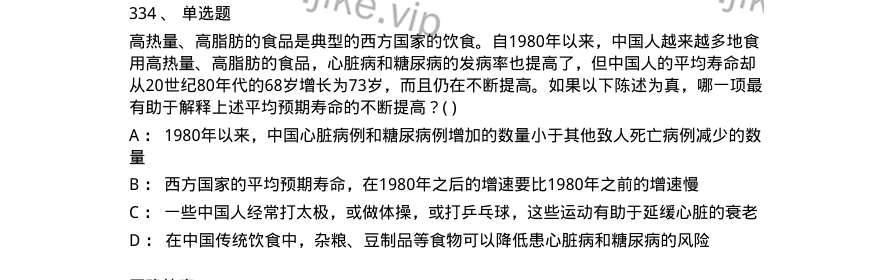 jike.vip
334 、 单选题
高热量、高脂肪的食品是典型的西方国家的饮食。自1980年以来，中国人越来越多地食
用高热量、高脂肪的食品，心脏病和糖尿病的发病率也提高了，但中国人的平均寿命却
从20世纪80年代的68岁增长为73岁，而且仍在不断提高。如果以下陈述为真，哪一项最
有助于解释上述平均预期寿命的不断提高？( )
A ： 1980年以来，中国心脏病例和糖尿病例增加的数量小于其他致人死亡病例减少的数
量
B ： 西方国家的平均预期寿命，在1980年之后的增速要比1980年之前的增速慢
C ： 一些中国人经常打太极，或做体操，或打乒乓球，这些运动有助于延缓心脏的衰老
D ： 在中国传统饮食中，杂粮、豆制品等食物可以降低患心脏病和糖尿病的风险